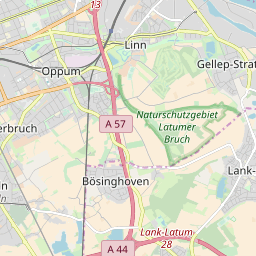 13
Linn
Oppum
Gellep-Strat
Naturschutzgebiet
Latumer
Bruch
A 57
erbruch
Lank-
Bösinghoven
n
Lank-Latum
28
A 44